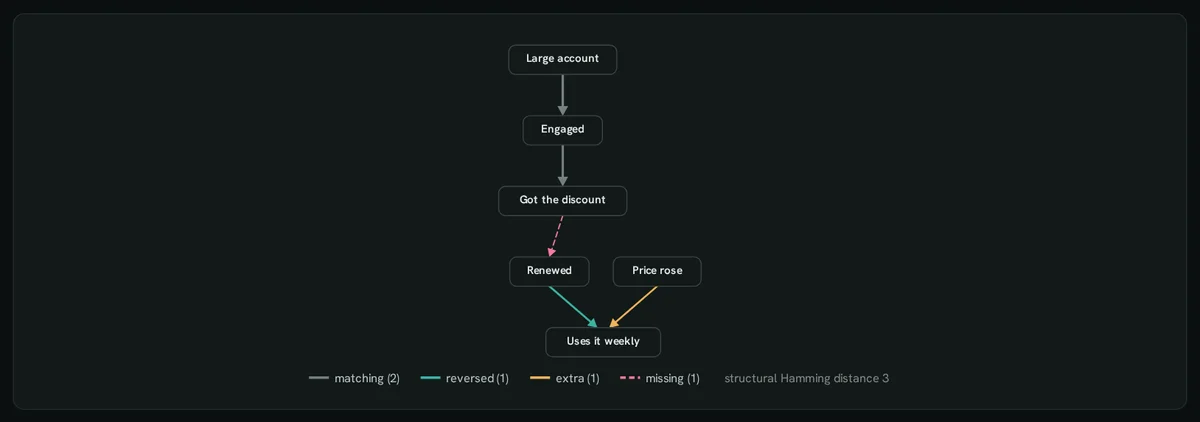 Large account
Engaged
Got the discount
Renewed
Price rose
Uses it weekly
matching (2)
reversed (1)
extra (1)
missing (1)
structural Hamming distance 3